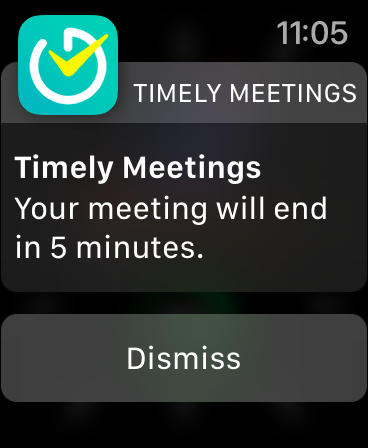 11:05
TIMELY MEETINGS
Timely Meetings
Your meeting will end
in 5 minutes.
Dismiss